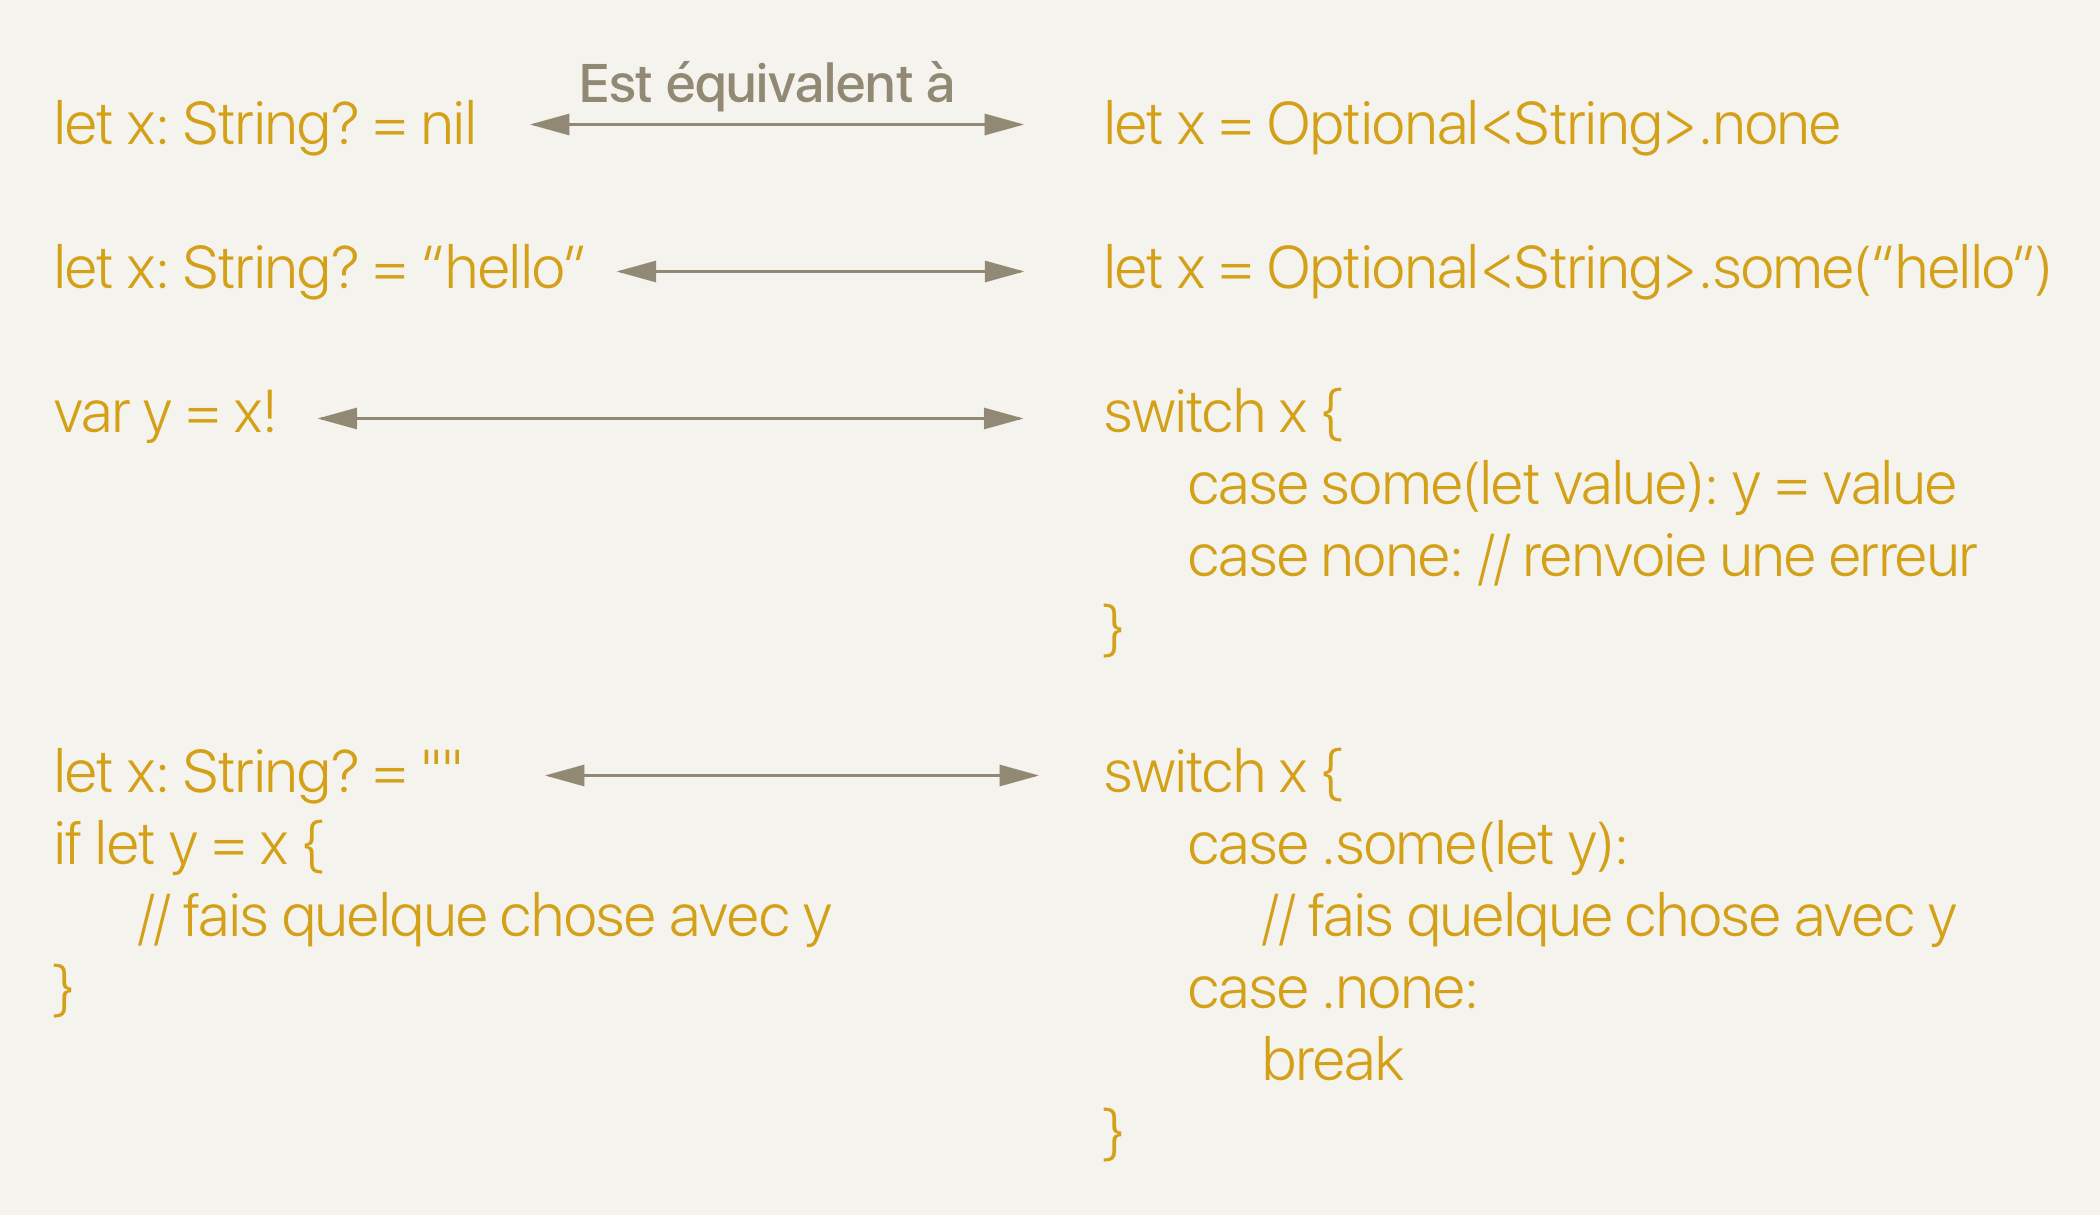 Est équivalent à
let x: String? = nil
let x = Optional<String>.none
let x: String? = “hello”
let x = Optional<String>.some(“hello”)
var y = x!
switch x {
case some(let value): y = value
case none: // renvoie une erreur
}
let x: String? = ""
if let y = x {
// fais quelque chose avec y
}
switch x {
case .some(let y):
// fais quelque chose avec y
case .none:
break
}